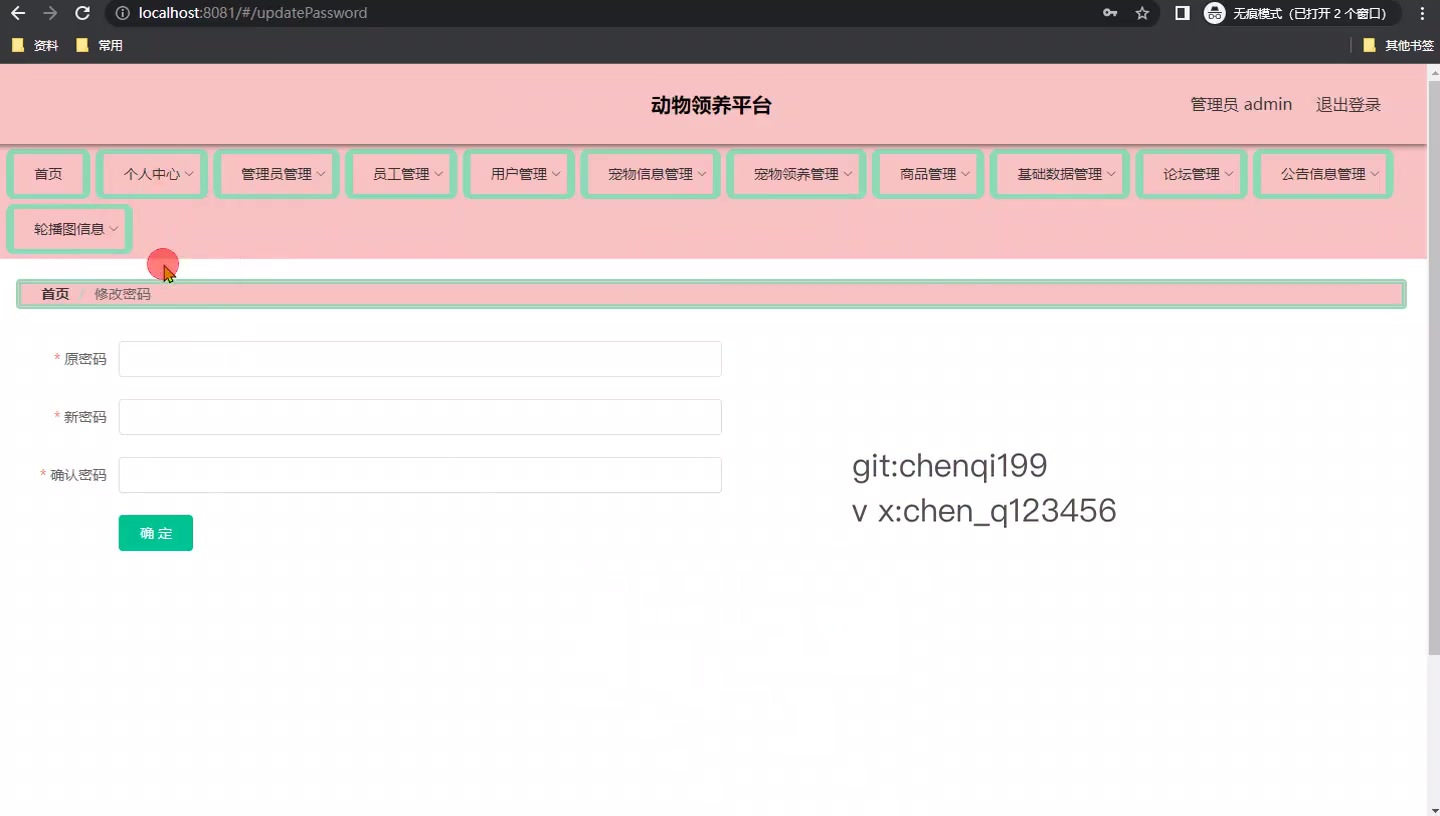 localhost:8081/#/updatePassword
无痕模式（已打开 2 个窗口）
资料 常用 其他书签
动物领养平台
管理员 admin 退出登录
首页 个人中心 管理员管理 员工管理 用户管理 宠物信息管理 宠物领养管理 商品管理 基础数据管理 论坛管理 公告信息管理
轮播图信息
首页 / 修改密码
* 原密码
* 新密码
* 确认密码
确 定
git:chenqi199
v x:chen_q123456